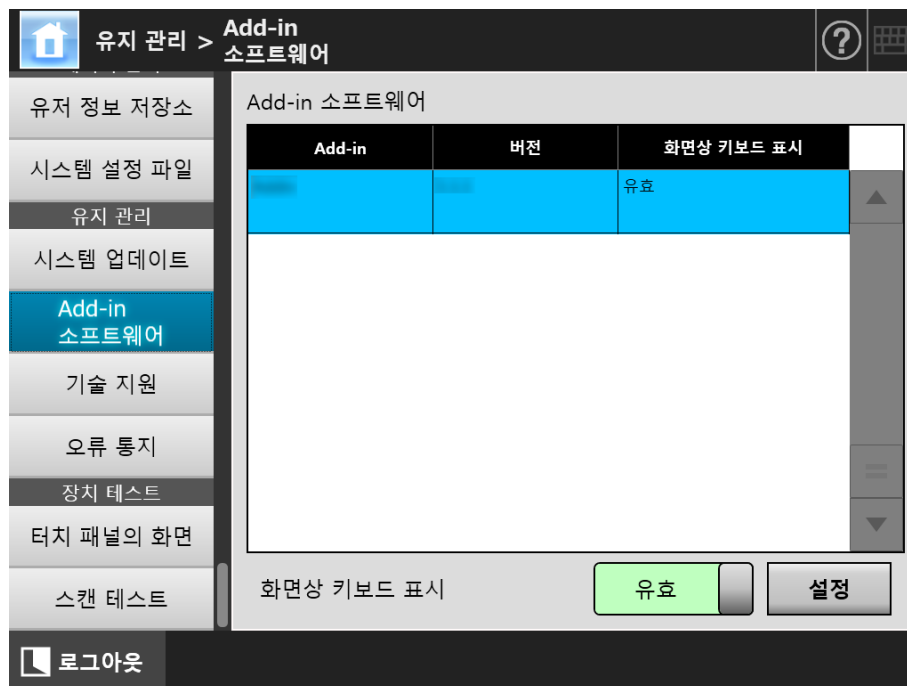 유지 관리 > Add-in
소프트웨어
?
유저 정보 저장소
시스템 설정 파일
유지 관리
시스템 업데이트
Add-in
소프트웨어
기술 지원
오류 통지
장치 테스트
터치 패널의 화면
스캔 테스트
Add-in 소프트웨어
Add-in 버전 화면상 키보드 표시
유효
화면상 키보드 표시 유효 설정
로그아웃